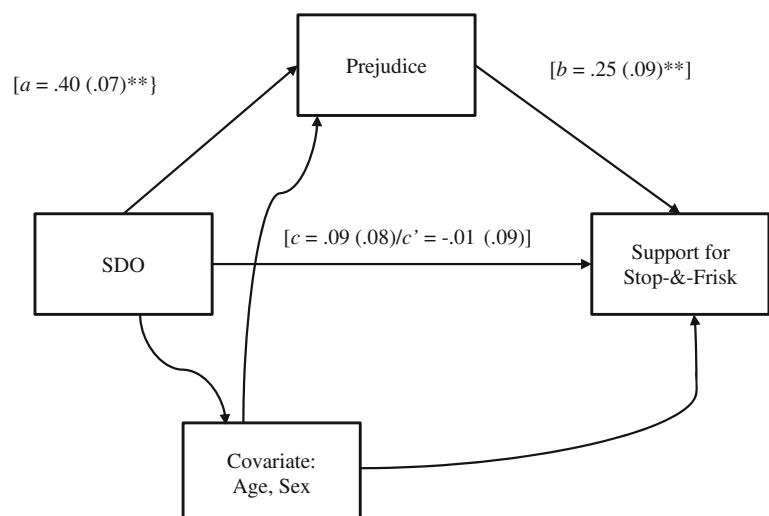 Prejudice
[a = .40 (.07)**}
[b = .25 (.09)**]
[c = .09 (.08)/c’ = -.01 (.09)]
SDO
Support for
Stop-&-Frisk
Covariate:
Age, Sex